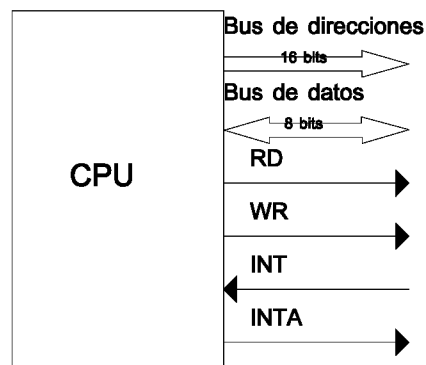 Bus de direcciones
16 bits
Bus de datos
8 bits
CPU
RD
WR
INT
INTA